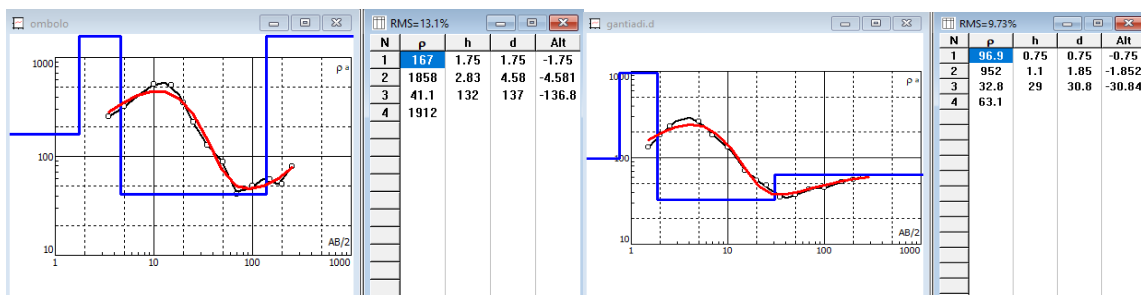 ombolo
1000
100
10
ρ a
AB/2
1 10 100 1000
RMS=13.1%
N ρ h d Alt
1 167 1.75 1.75 -1.75
2 1858 2.83 4.58 -4.581
3 41.1 132 137 -136.8
4 1912
gantiadi.d
1000
100
10
ρ a
AB/2
1 10 100 1000
RMS=9.73%
N ρ h d Alt
1 96.9 0.75 0.75 -0.75
2 952 1.1 1.85 -1.852
3 32.8 29 30.8 -30.84
4 63.1